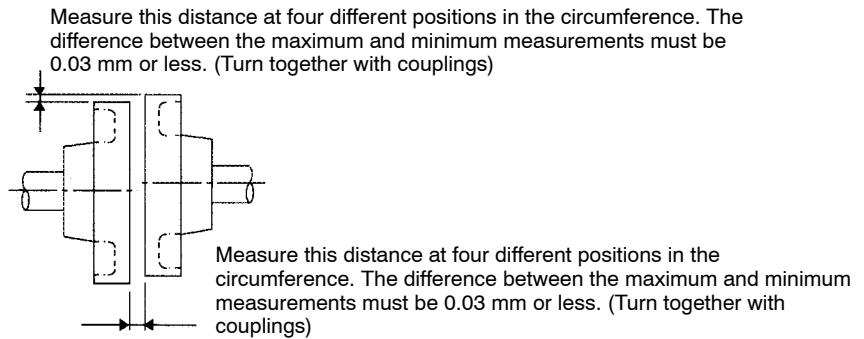 Measure this distance at four different positions in the circumference. The
difference between the maximum and minimum measurements must be
0.03 mm or less. (Turn together with couplings)
Measure this distance at four different positions in the
circumference. The difference between the maximum and minimum
measurements must be 0.03 mm or less. (Turn together with
couplings)